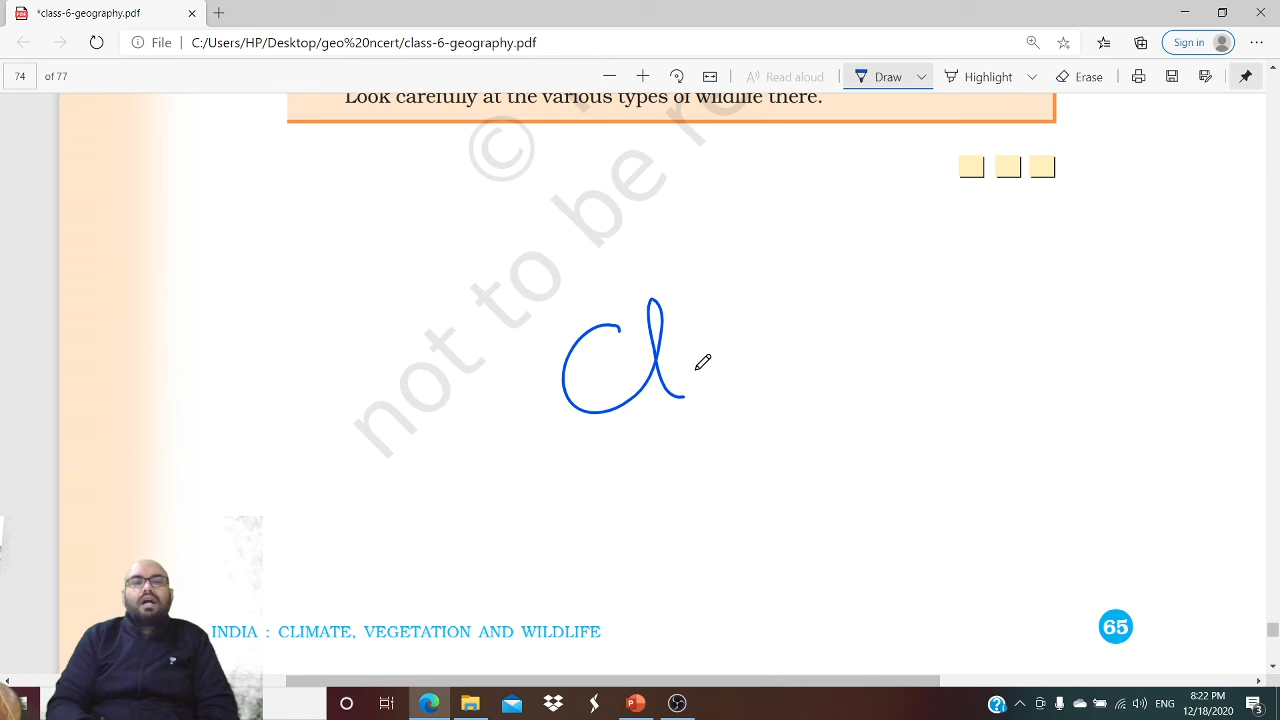 *class-6-geography.pdf
File | C:/Users/HP/Desktop/geo%20ncert/class-6-geography.pdf
Sign in
74 of 77
Read aloud
Draw
Highlight
Erase
Look carefully at the various types of wildlife there.
©
not to be r
Cl
INDIA : CLIMATE, VEGETATION AND WILDLIFE
65
ENG
8:22 PM
12/18/2020
3